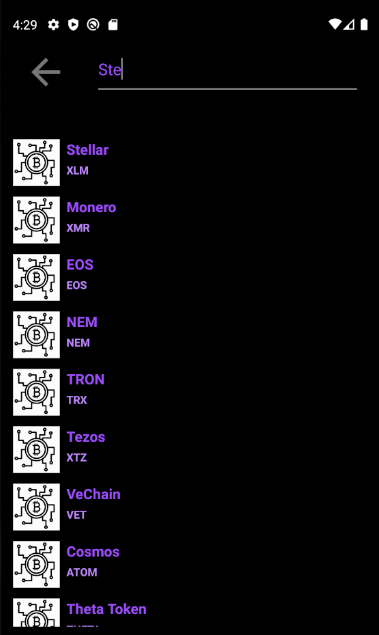 4:29
Ste
Stellar
XLM
Monero
XMR
EOS
EOS
NEM
NEM
TRON
TRX
Tezos
XTZ
VeChain
VET
Cosmos
ATOM
Theta Token